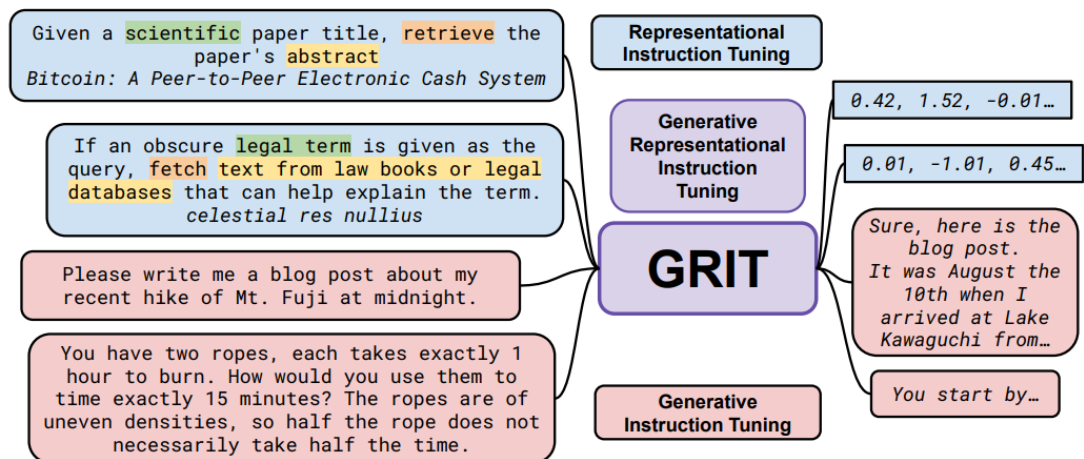 Given a scientific paper title, retrieve the
paper's abstract
Bitcoin: A Peer-to-Peer Electronic Cash System
If an obscure legal term is given as the
query, fetch text from law books or legal
databases that can help explain the term.
celestial res nullius
Please write me a blog post about my
recent hike of Mt. Fuji at midnight.
You have two ropes, each takes exactly 1
hour to burn. How would you use them to
time exactly 15 minutes? The ropes are of
uneven densities, so half the rope does not
necessarily take half the time.
Representational
Instruction Tuning
Generative
Representational
Instruction
Tuning
GRIT
Generative
Instruction Tuning
0.42, 1.52, -0.01…
0.01, -1.01, 0.45…
Sure, here is the
blog post.
It was August the
10th when I
arrived at Lake
Kawaguchi from…
You start by…